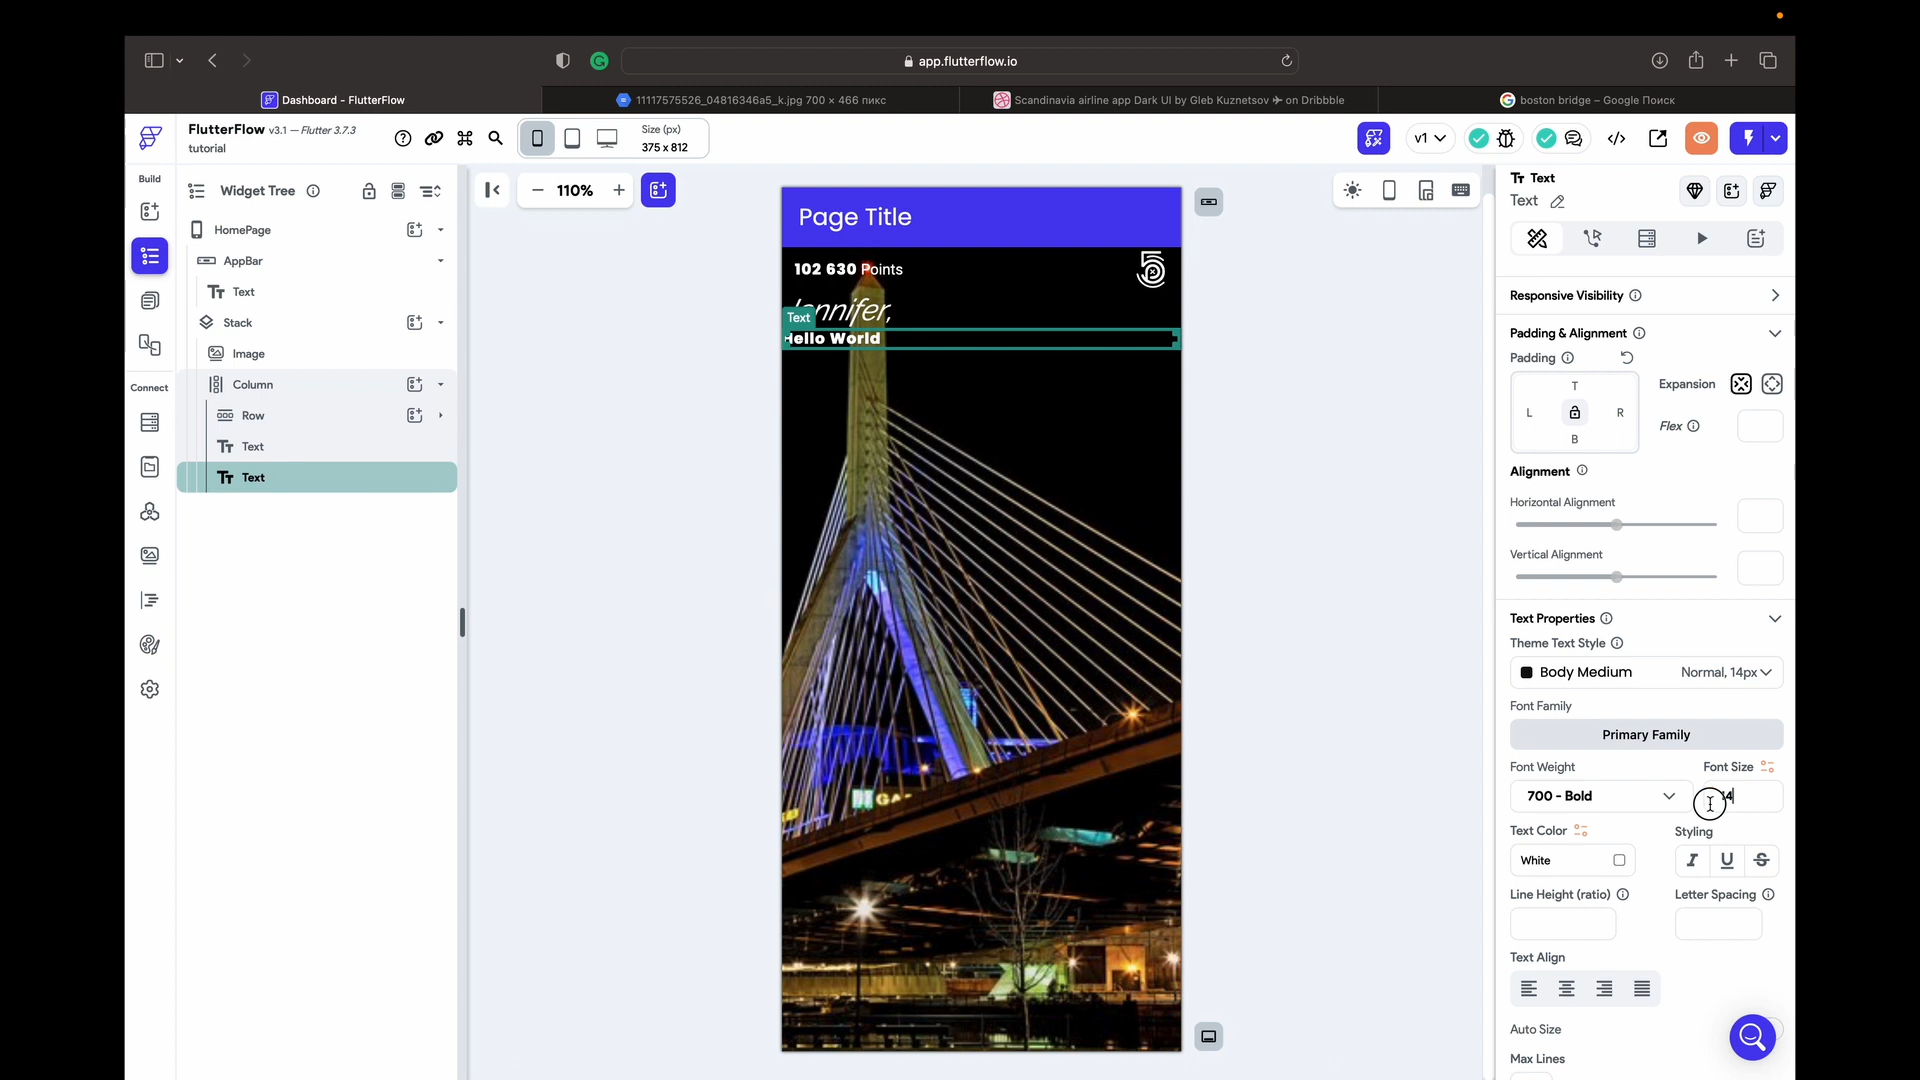 app.flutterflow.io
Dashboard - FlutterFlow
11117575526_04816346a5_k.jpg 700 × 466 пикс
Scandinavia airline app Dark UI by Gleb Kuznetsov ✈ on Dribbble
boston bridge – Google Поиск
FlutterFlow v3.1 — Flutter 3.7.3
tutorial
Size (px)
375 x 812
v1
Build
Widget Tree
110%
HomePage
AppBar
Text
Stack
Image
Column
Row
Text
Text
Connect
Page Title
102 630 Points
Jennifer,
Text
Hello World
Text
Text
Responsive Visibility
Padding & Alignment
Padding
T
L
R
B
Expansion
Flex
Alignment
Horizontal Alignment
Vertical Alignment
Text Properties
Theme Text Style
Body Medium
Normal, 14px
Font Family
Primary Family
Font Weight
Font Size
700 - Bold
Text Color
Styling
White
I U S
Line Height (ratio)
Letter Spacing
Text Align
Auto Size
Max Lines